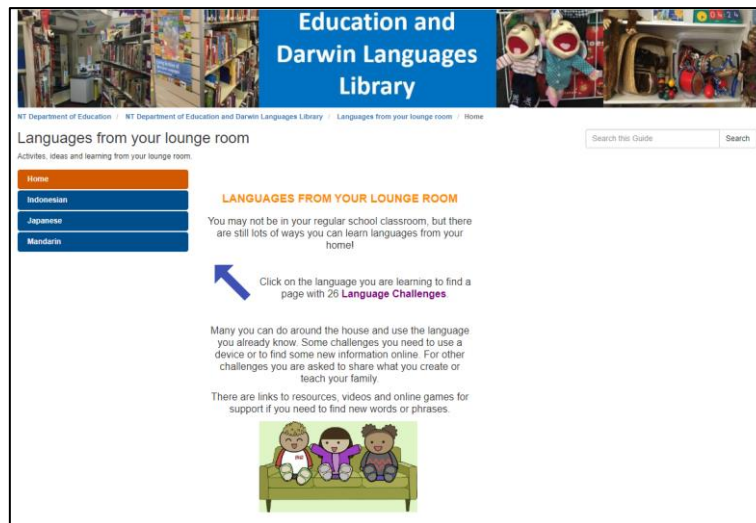 Education and
Darwin Languages
Library
NT Department of Education / NT Department of Education and Darwin Languages Library / Languages from your lounge room / Home
Languages from your lounge room
Search this Guide
Search
Activites, ideas and learning from your lounge room.
Home
Indonesian
Japanese
Mandarin
LANGUAGES FROM YOUR LOUNGE ROOM
You may not be in your regular school classroom, but there
are still lots of ways you can learn languages from your
home!
Click on the language you are learning to find a
page with 26 Language Challenges.
Many you can do around the house and use the language
you already know. Some challenges you need to use a
device or to find some new information online. For other
challenges you are asked to share what you create or
teach your family.
There are links to resources, videos and online games for
support if you need to find new words or phrases.